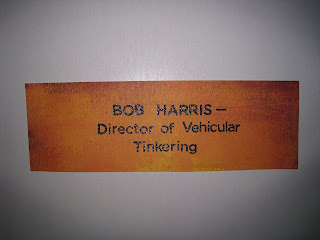 BOB HARRIS—
Director of Vehicular
Tinkering